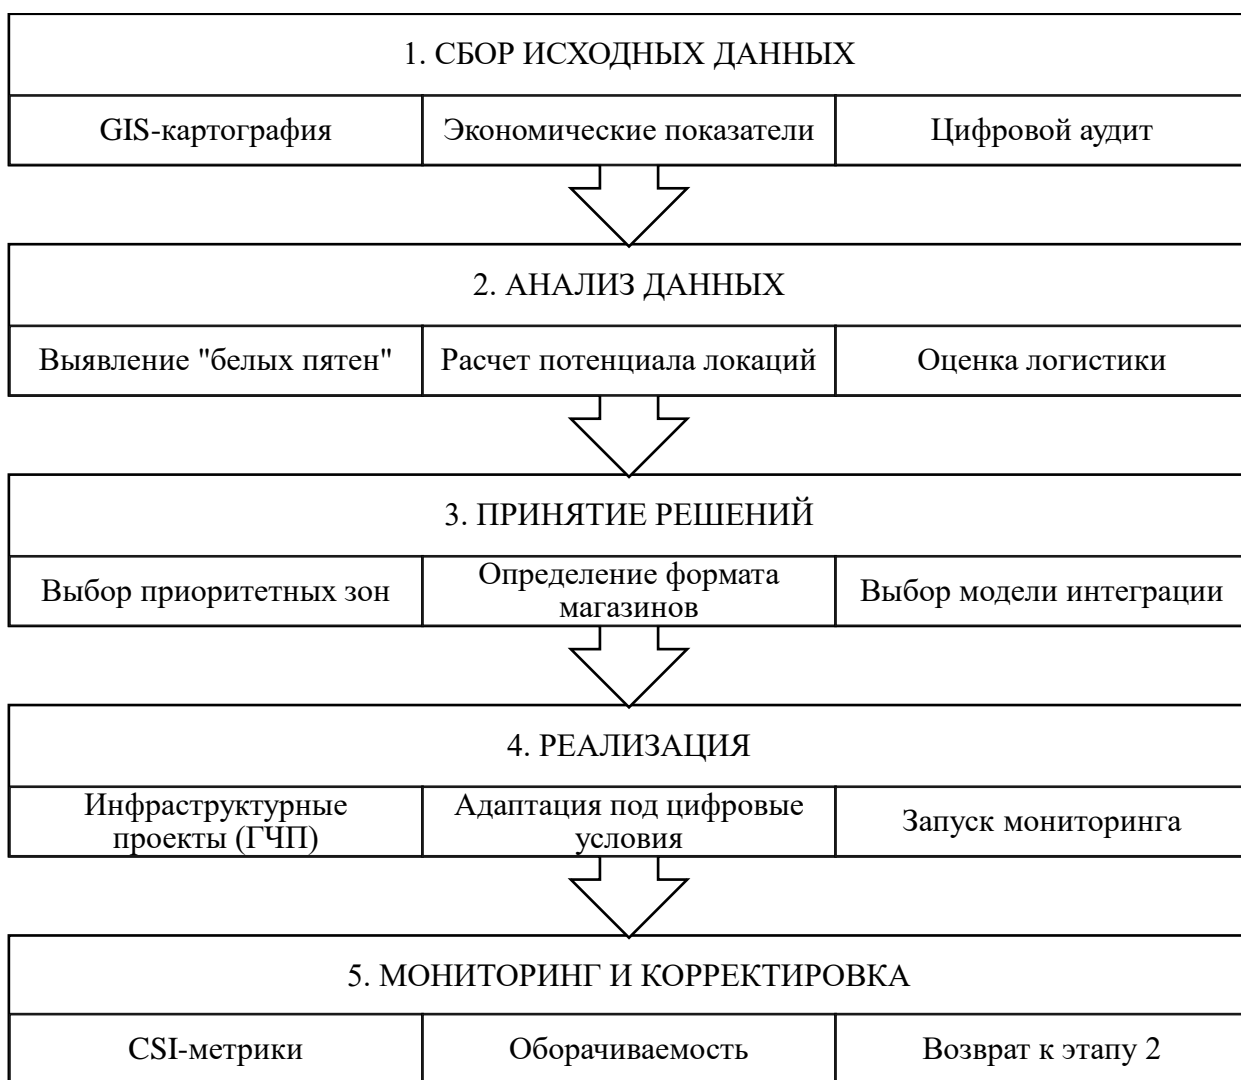 1. СБОР ИСХОДНЫХ ДАННЫХ
GIS-картография
Экономические показатели
Цифровой аудит
2. АНАЛИЗ ДАННЫХ
Выявление "белых пятен"
Расчет потенциала локаций
Оценка логистики
3. ПРИНЯТИЕ РЕШЕНИЙ
Выбор приоритетных зон
Определение формата
магазинов
Выбор модели интеграции
4. РЕАЛИЗАЦИЯ
Инфраструктурные
проекты (ГЧП)
Адаптация под цифровые
условия
Запуск мониторинга
5. МОНИТОРИНГ И КОРРЕКТИРОВКА
CSI-метрики
Оборачиваемость
Возврат к этапу 2